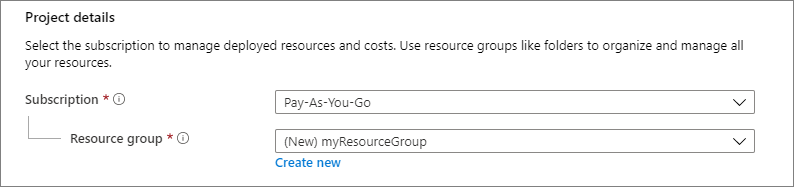 Project details
Select the subscription to manage deployed resources and costs. Use resource groups like folders to organize and manage all
your resources.
Subscription * Pay-As-You-Go
Resource group * (New) myResourceGroup
Create new